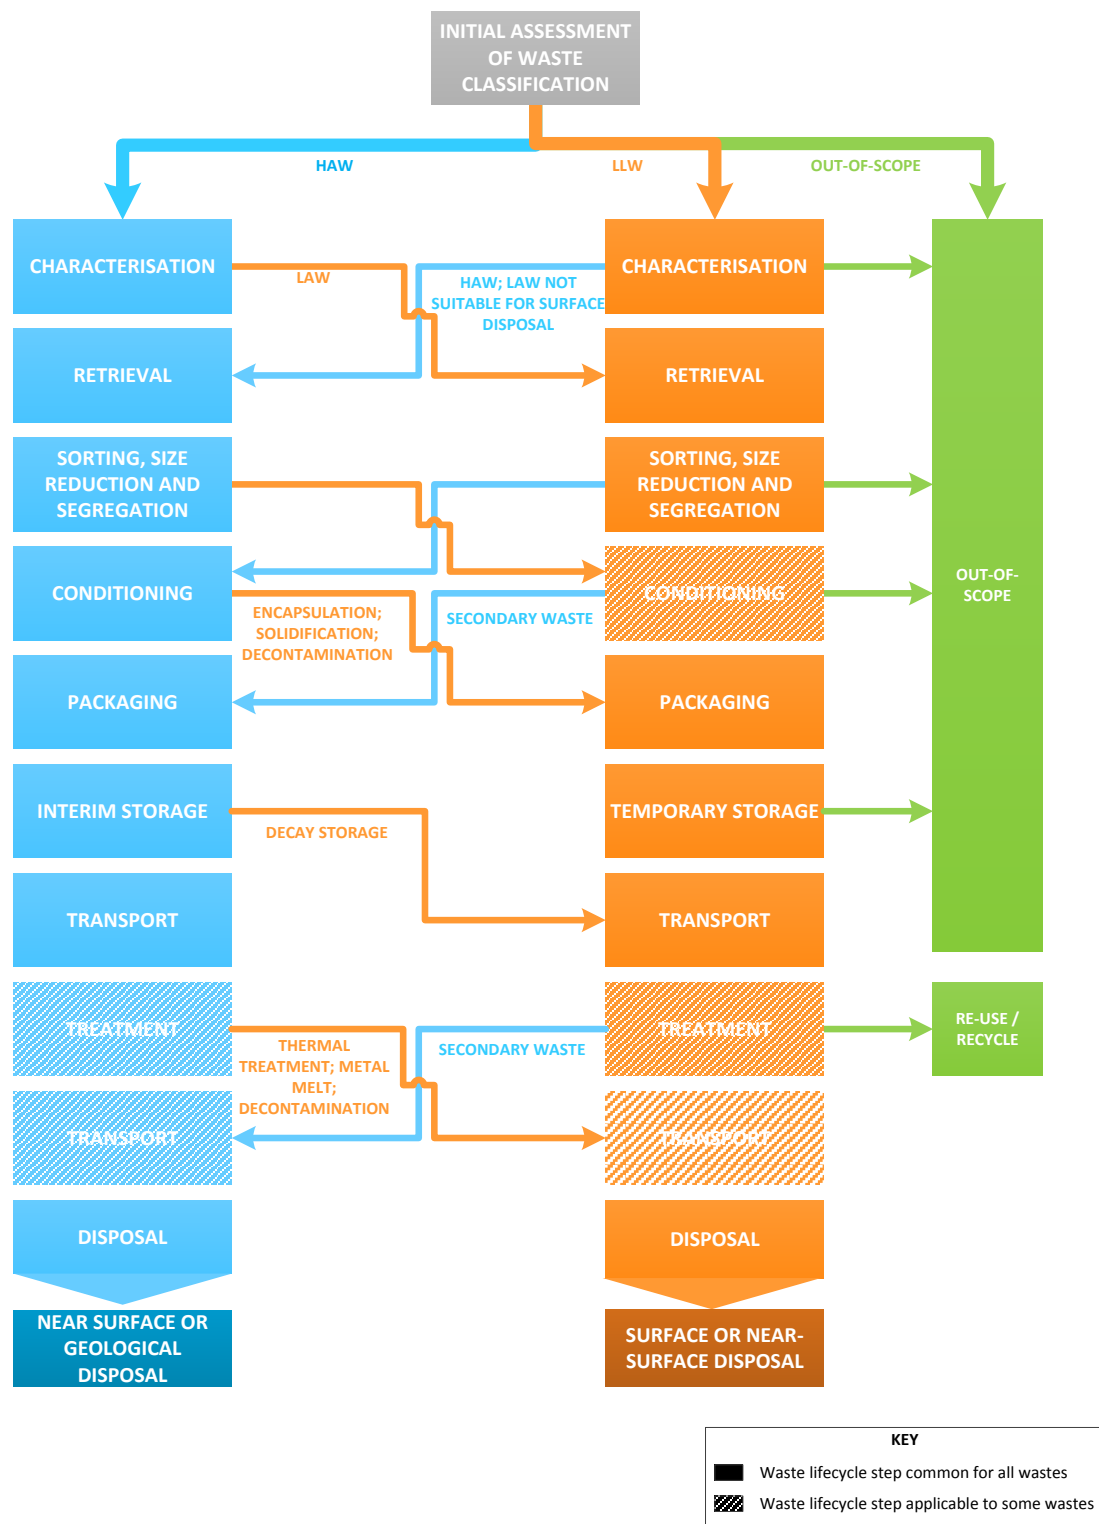 INITIAL ASSESSMENT
OF WASTE
CLASSIFICATION
HAW
LLW
OUT-OF-SCOPE
CHARACTERISATION
LAW
HAW; LAW NOT
SUITABLE FOR SURFACE
DISPOSAL
CHARACTERISATION
RETRIEVAL
RETRIEVAL
SORTING, SIZE
REDUCTION AND
SEGREGATION
SORTING, SIZE
REDUCTION AND
SEGREGATION
CONDITIONING
CONDITIONING
OUT-OF-
SCOPE
ENCAPSULATION;
SOLIDIFICATION;
DECONTAMINATION
SECONDARY WASTE
PACKAGING
PACKAGING
INTERIM STORAGE
DECAY STORAGE
TEMPORARY STORAGE
TRANSPORT
TRANSPORT
TREATMENT
THERMAL
TREATMENT; METAL
MELT;
DECONTAMINATION
SECONDARY WASTE
TREATMENT
RE-USE /
RECYCLE
TRANSPORT
TRANSPORT
DISPOSAL
DISPOSAL
NEAR SURFACE OR
GEOLOGICAL
DISPOSAL
SURFACE OR NEAR-
SURFACE DISPOSAL
KEY
Waste lifecycle step common for all wastes
Waste lifecycle step applicable to some wastes